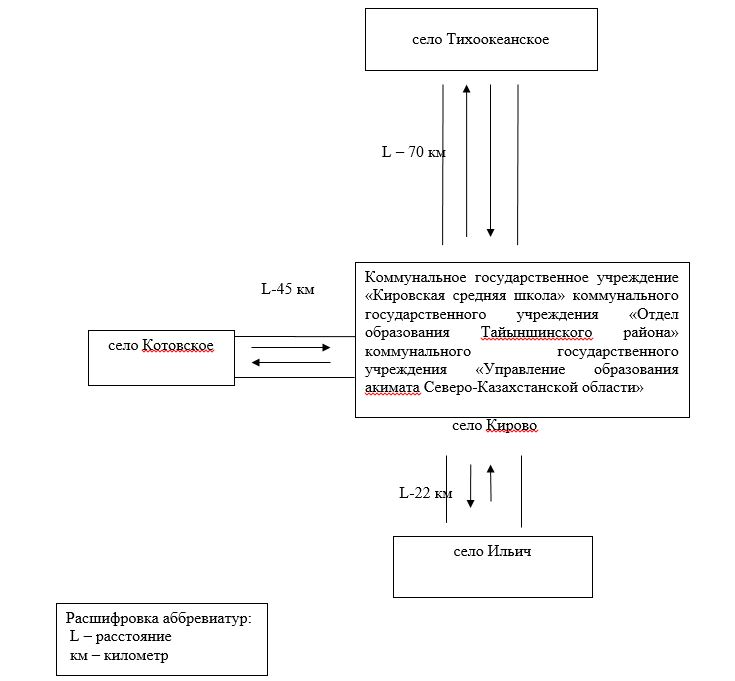 село Тихоокеанское
L – 70 км
L-45 км
Коммунальное государственное учреждение
«Кировская средняя школа» коммунального
государственного учреждения «Отдел
образования Тайыншинского района»
коммунального государственного
учреждения «Управление образования
акимата Северо-Казахстанской области»
село Котовское
село Кирово
L-22 км
село Ильич
Расшифровка аббревиатур:
L – расстояние
км – километр